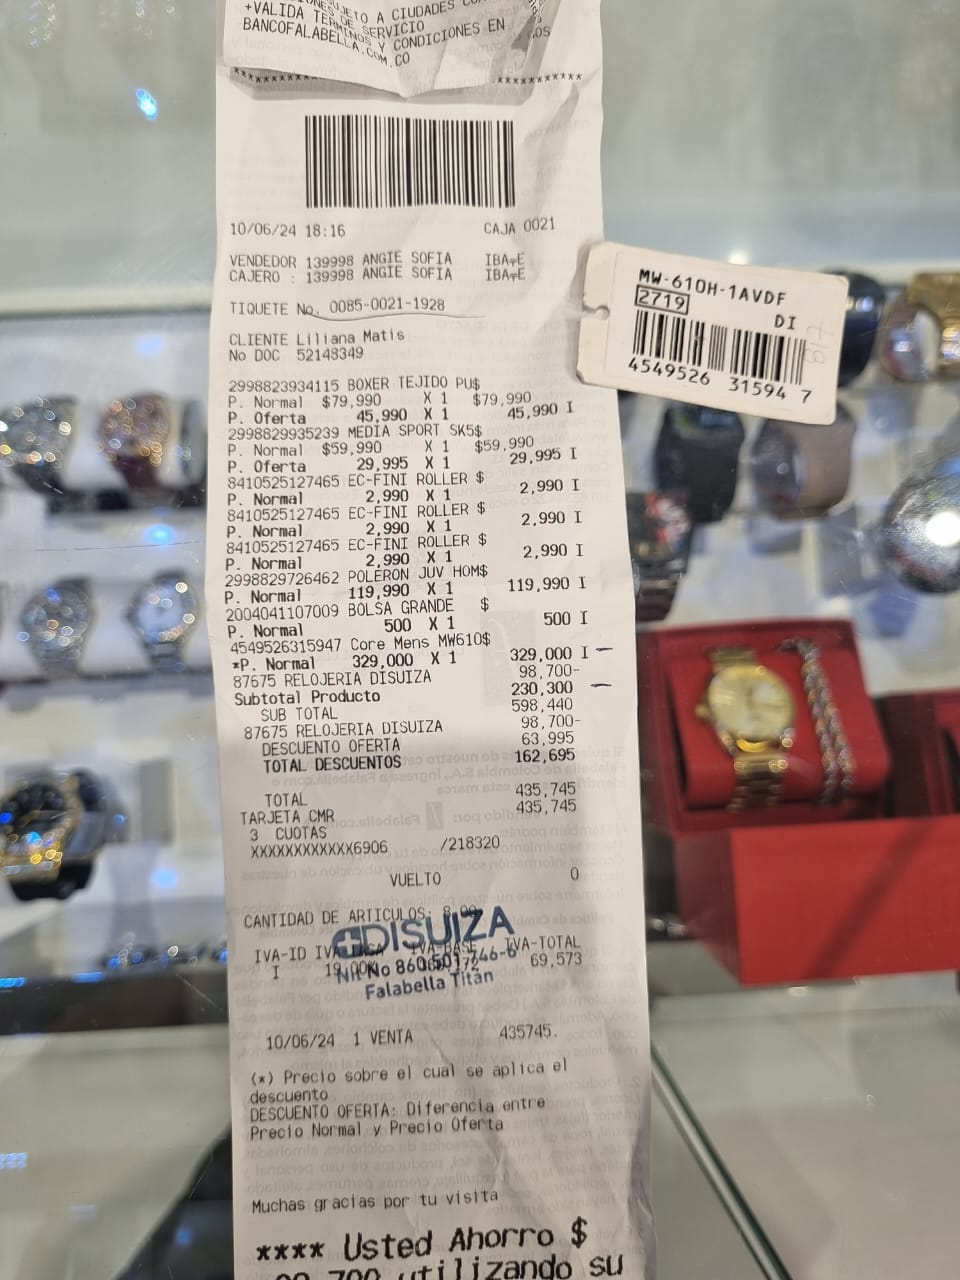 +VALIDA TERMINOS Y CONDICIONES EN
BANCOFALABELLA.COM.CO
10/06/24 18:16 CAJA 0021
VENDEDOR 139998 ANGIE SOFIA
CAJERO : 139998 ANGIE SOFIA
TIQUETE No. 0085-0021-1928
CLIENTE Liliana Matis
No DOC 52148349
2998823934115 BOXER TEJIDO PU$
P. Normal $79,990 X 1 $79,990
P. Oferta 45,990 X 1 45,990 I
2998829935239 MEDIA SPORT SK5$
P. Normal $59,990 X 1 $59,990
P. Oferta 29,995 X 1 29,995 I
8410525127465 EC-FINI ROLLER $
P. Normal 2,990 X 1 2,990 I
8410525127465 EC-FINI ROLLER $
P. Normal 2,990 X 1 2,990 I
8410525127465 EC-FINI ROLLER $
P. Normal 2,990 X 1 2,990 I
2998829726462 POLERON JUV HOM$
P. Normal 119,990 X 1 119,990 I
2004041107009 BOLSA GRANDE $
P. Normal 500 X 1 500 I
4549526315947 Core Mens MW610$
*P. Normal 329,000 X 1 329,000 I
87675 RELOJERIA DISUIZA 98,700-
Subtotal Producto 230,300
SUB TOTAL 598,440
87675 RELOJERIA DISUIZA 98,700-
DESCUENTO OFERTA 63,995
TOTAL DESCUENTOS 162,695
TOTAL 435,745
TARJETA CMR 435,745
3 CUOTAS
XXXXXXXXXXXX6906 /218320
VUELTO 0
CANTIDAD DE ARTICULOS:
DISUIZA
IVA-ID IVA-BASE IVA-TOTAL
I 19.00% 69,573
Nit No 860.501.746-6
Falabella Titán
10/06/24 1 VENTA 435745.
(*) Precio sobre el cual se aplica el
descuento
DESCUENTO OFERTA: Diferencia entre
Precio Normal y Precio Oferta
Muchas gracias por tu visita
**** Usted Ahorro $
utilizando su
MW-610H-1AVDF
2719
DI
4549526 31594 7